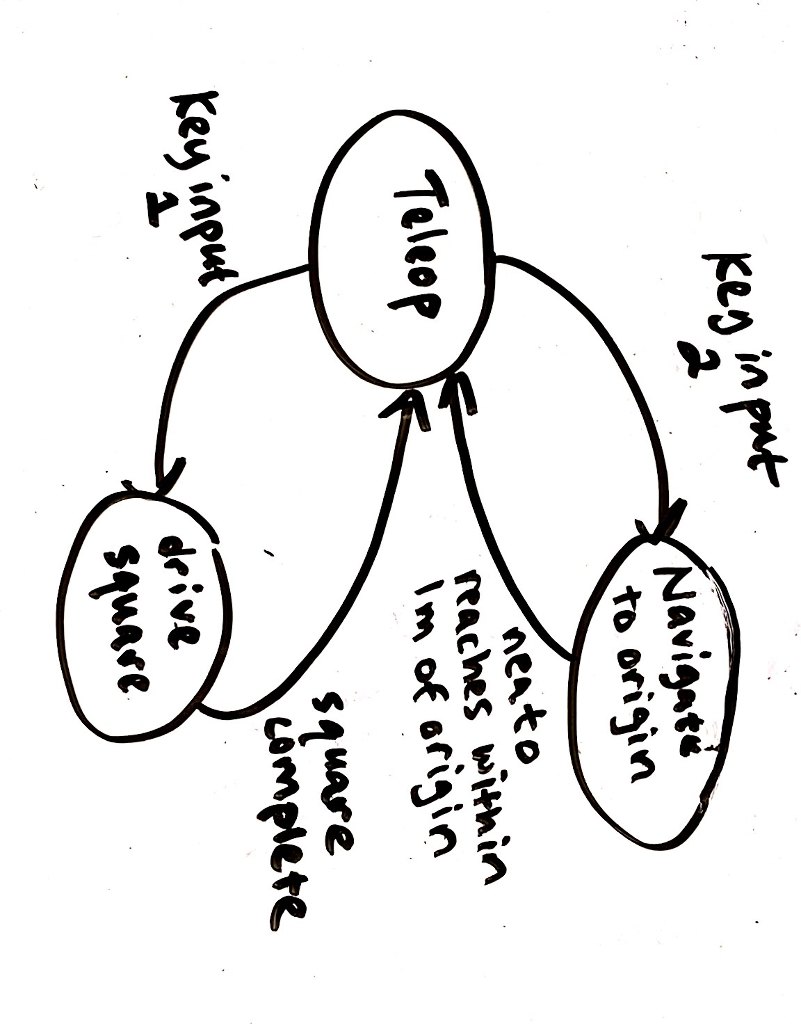 Key input
2
Navigate
to origin
Teleop
neato
reaches within
1m of origin
Key input
1
drive
square
square
complete